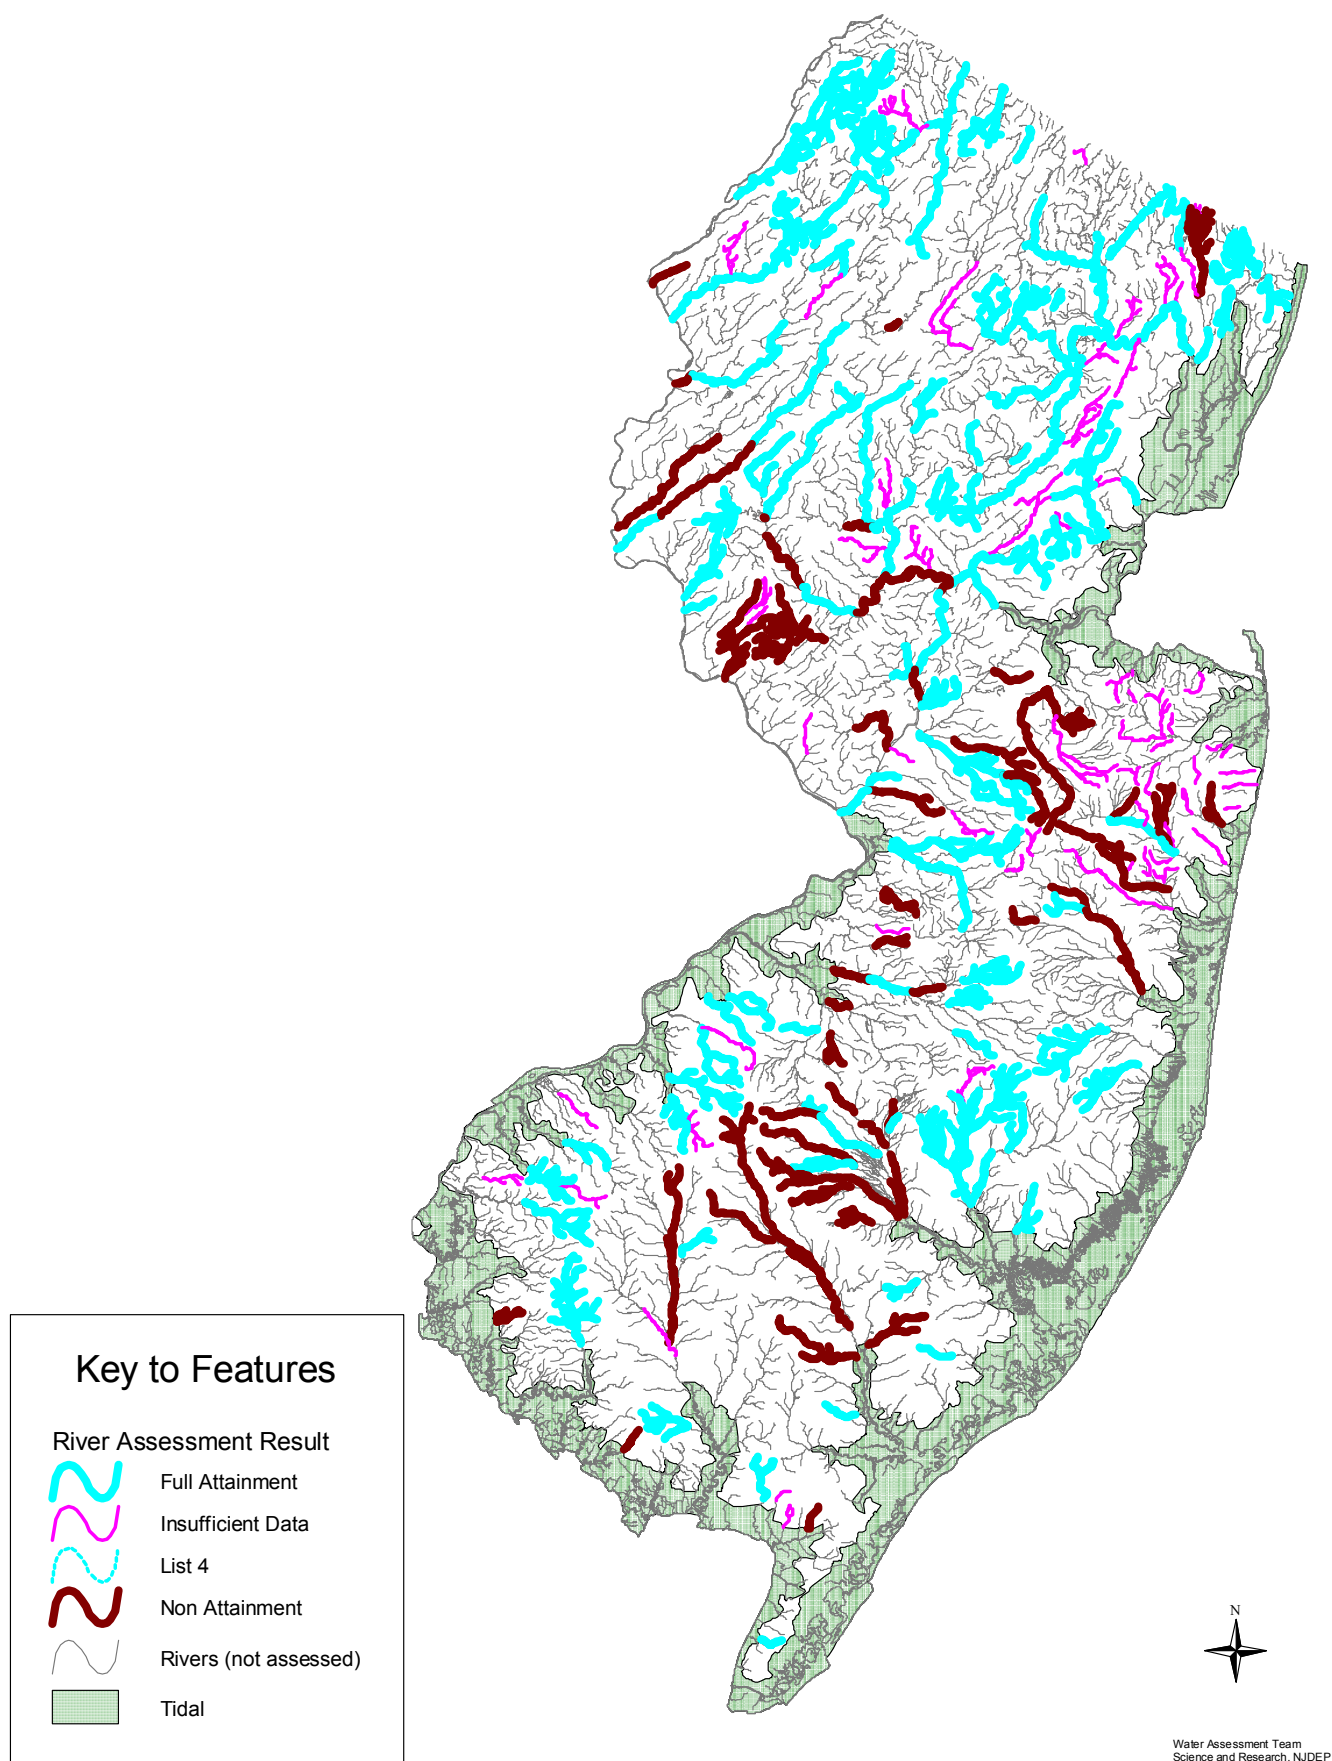 Key to Features
River Assessment Result
Full Attainment
Insufficient Data
List 4
Non Attainment
Rivers (not assessed)
Tidal
N
Water Assessment Team
Science and Research, NJDEP